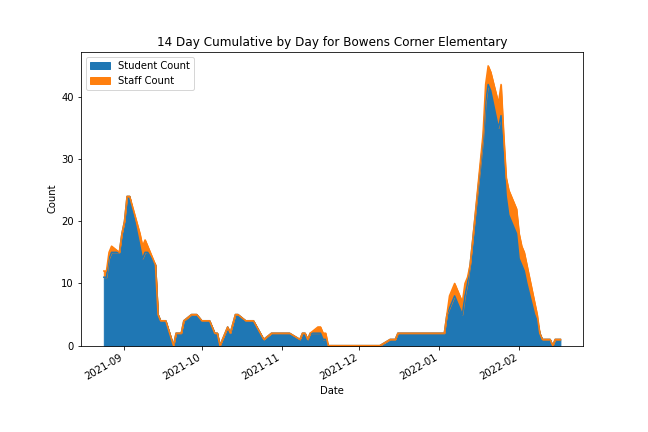 14 Day Cumulative by Day for Bowens Corner Elementary
Student Count
Staff Count
Count
40
30
20
10
0
2021-09
2021-10
2021-11
2021-12
2022-01
2022-02
Date